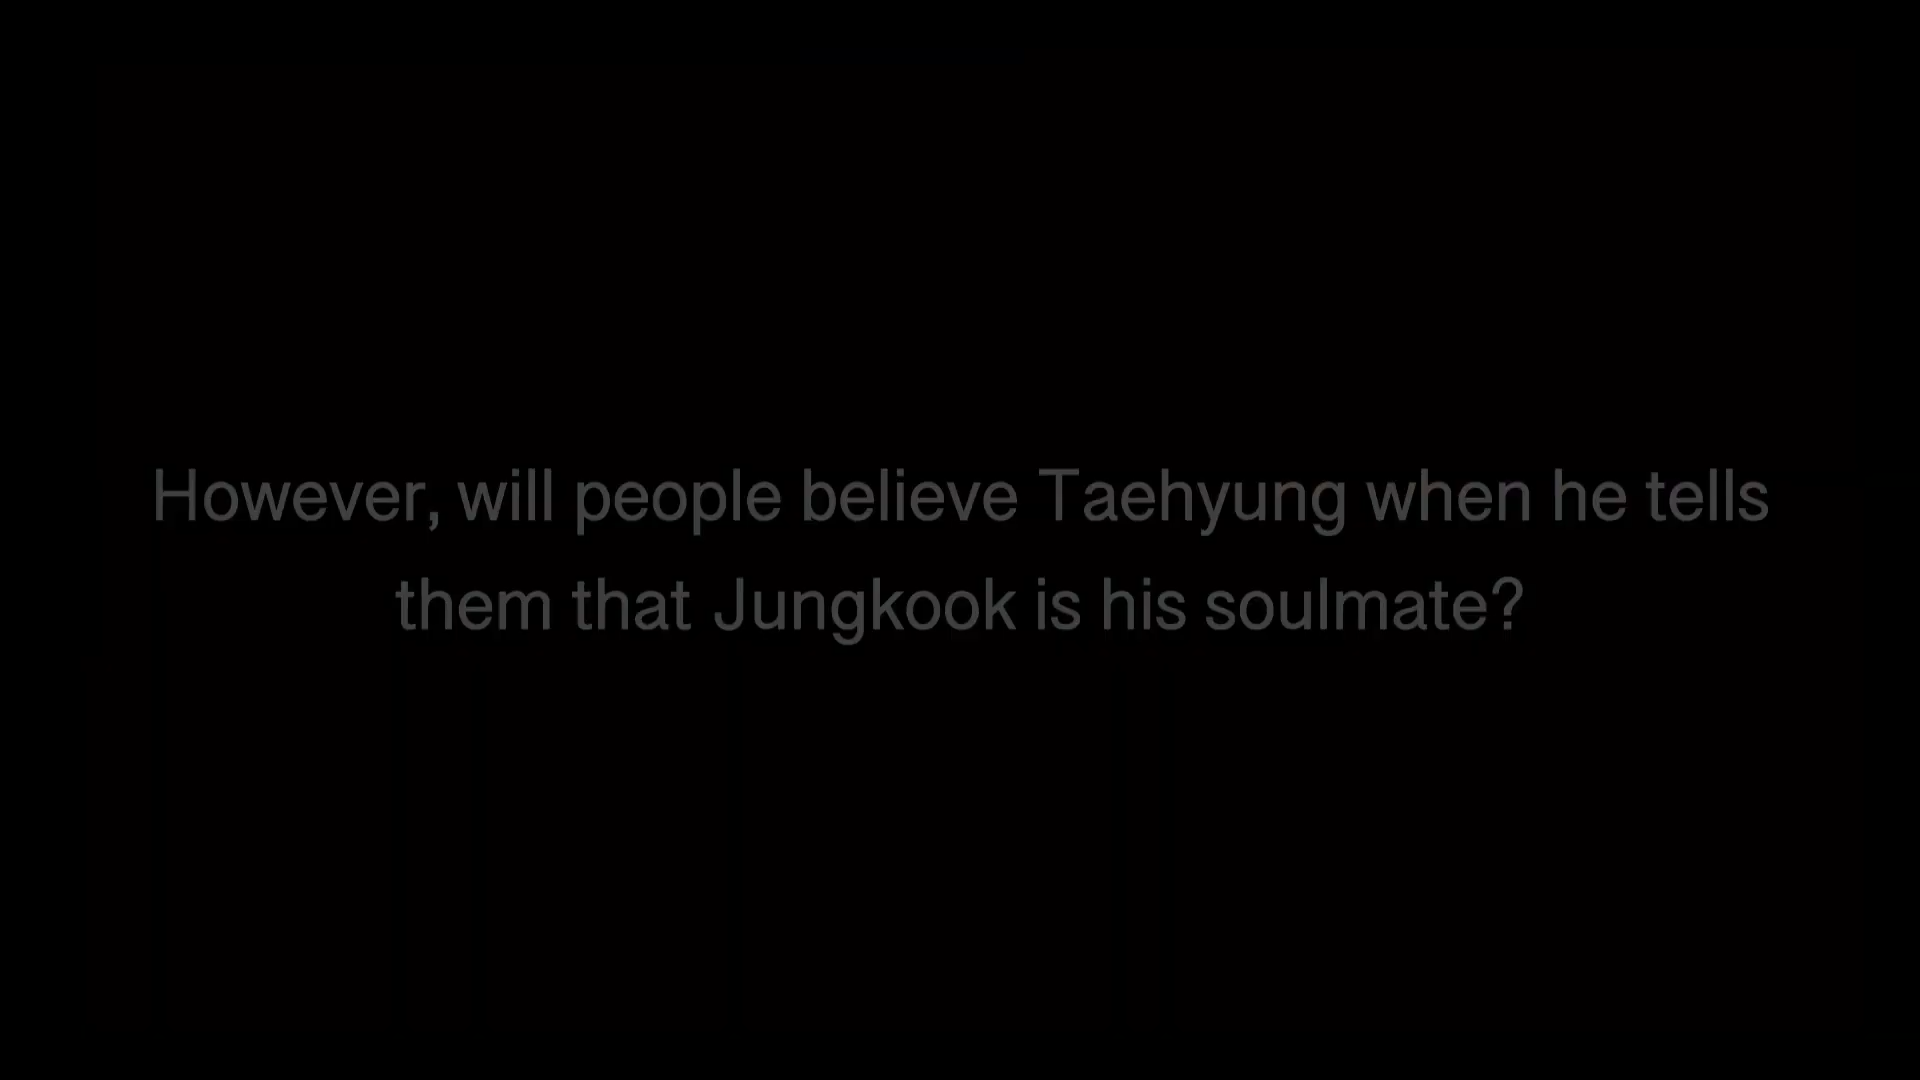 However, will people believe Taehyung when he tells
them that Jungkook is his soulmate?